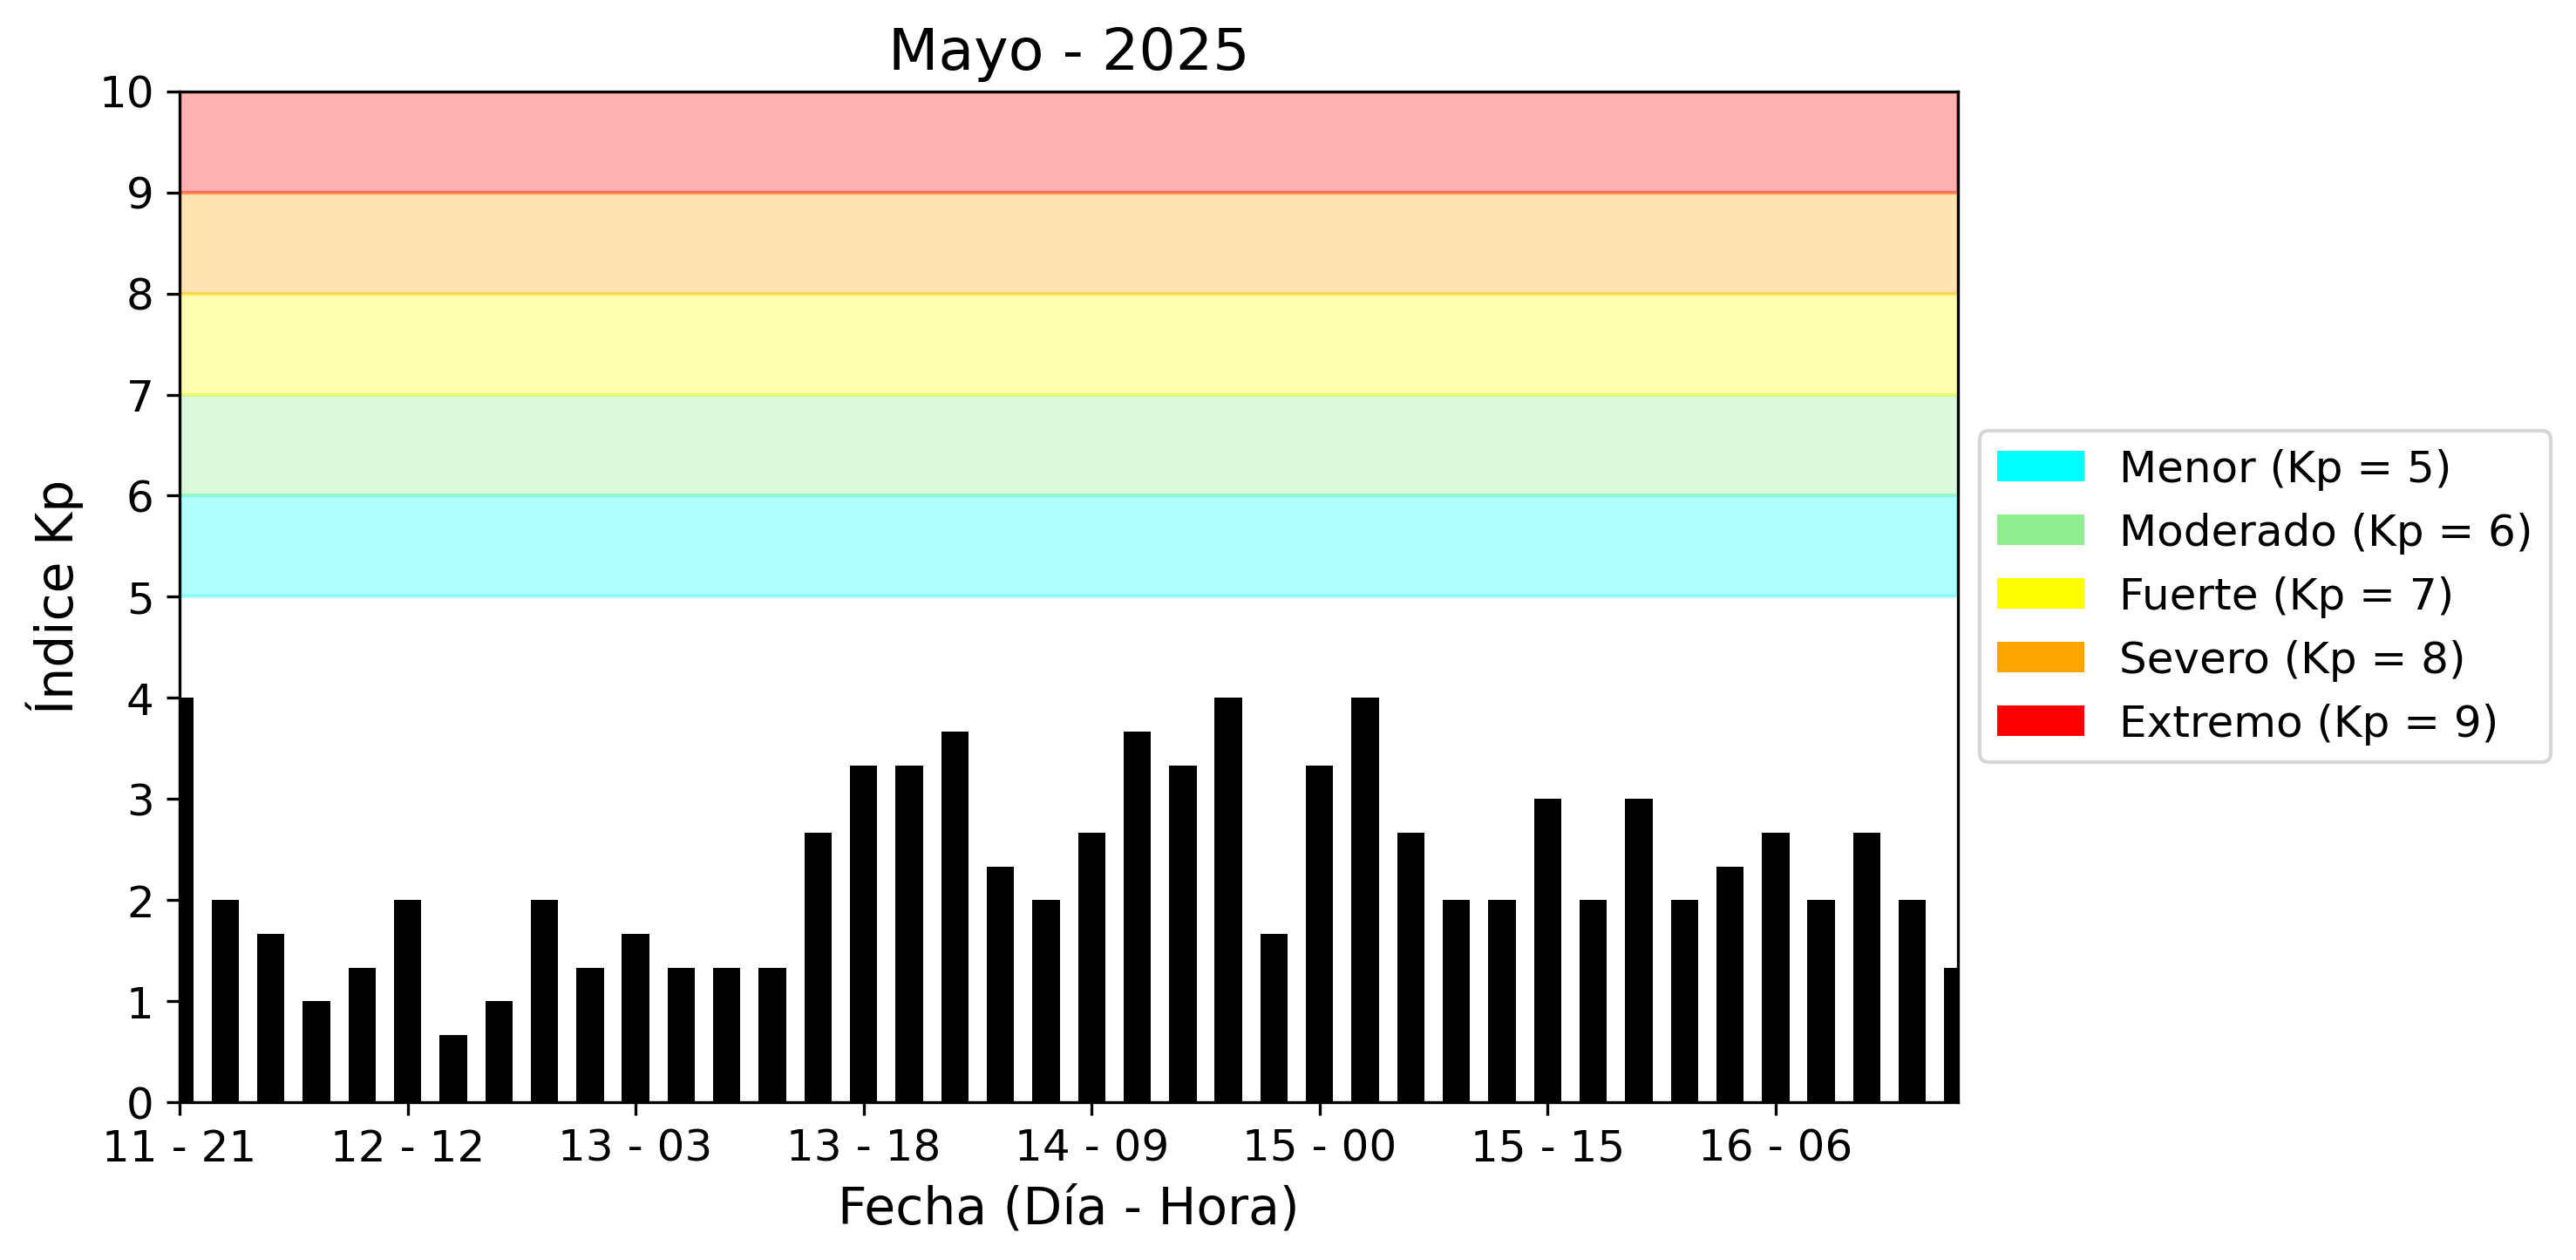 Mayo - 2025
10
9
8
7
6
5
4
3
2
1
0
Índice Kp
11 - 21 12 - 12 13 - 03 13 - 18 14 - 09 15 - 00 15 - 15 16 - 06
Fecha (Día - Hora)
Menor (Kp = 5)
Moderado (Kp = 6)
Fuerte (Kp = 7)
Severo (Kp = 8)
Extremo (Kp = 9)